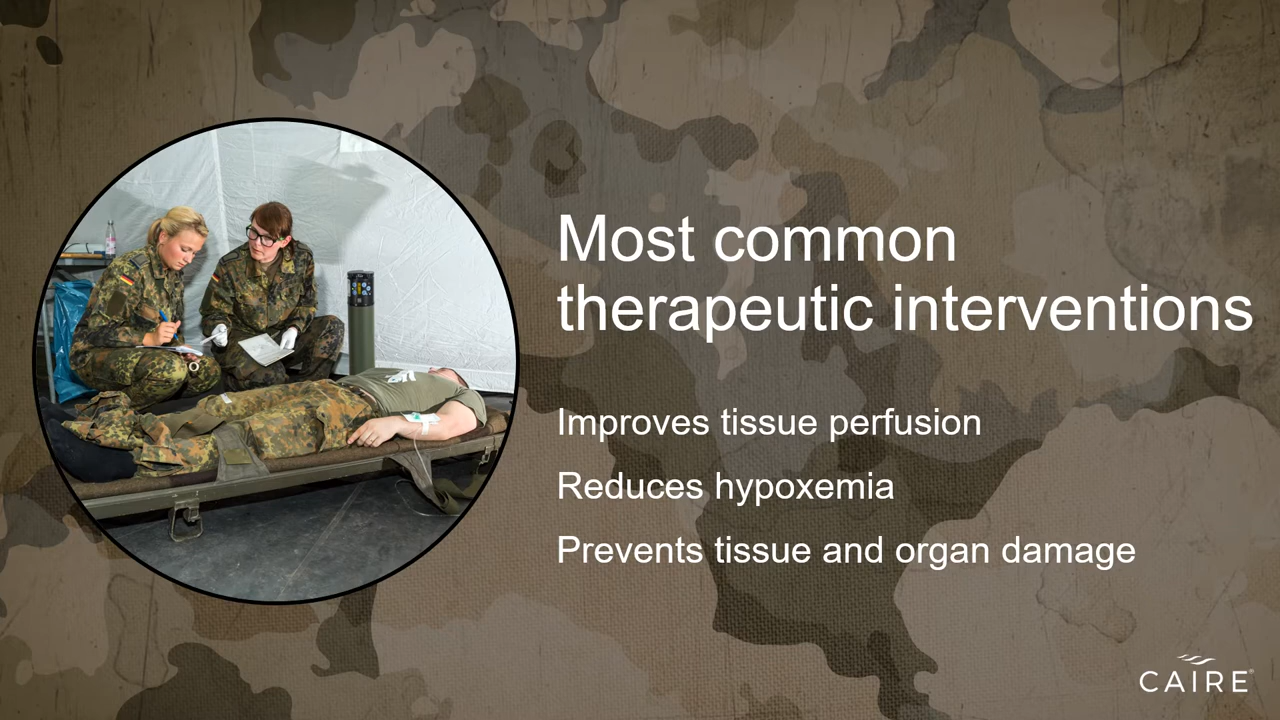 Most common
therapeutic interventions
Improves tissue perfusion
Reduces hypoxemia
Prevents tissue and organ damage
CAIRE®